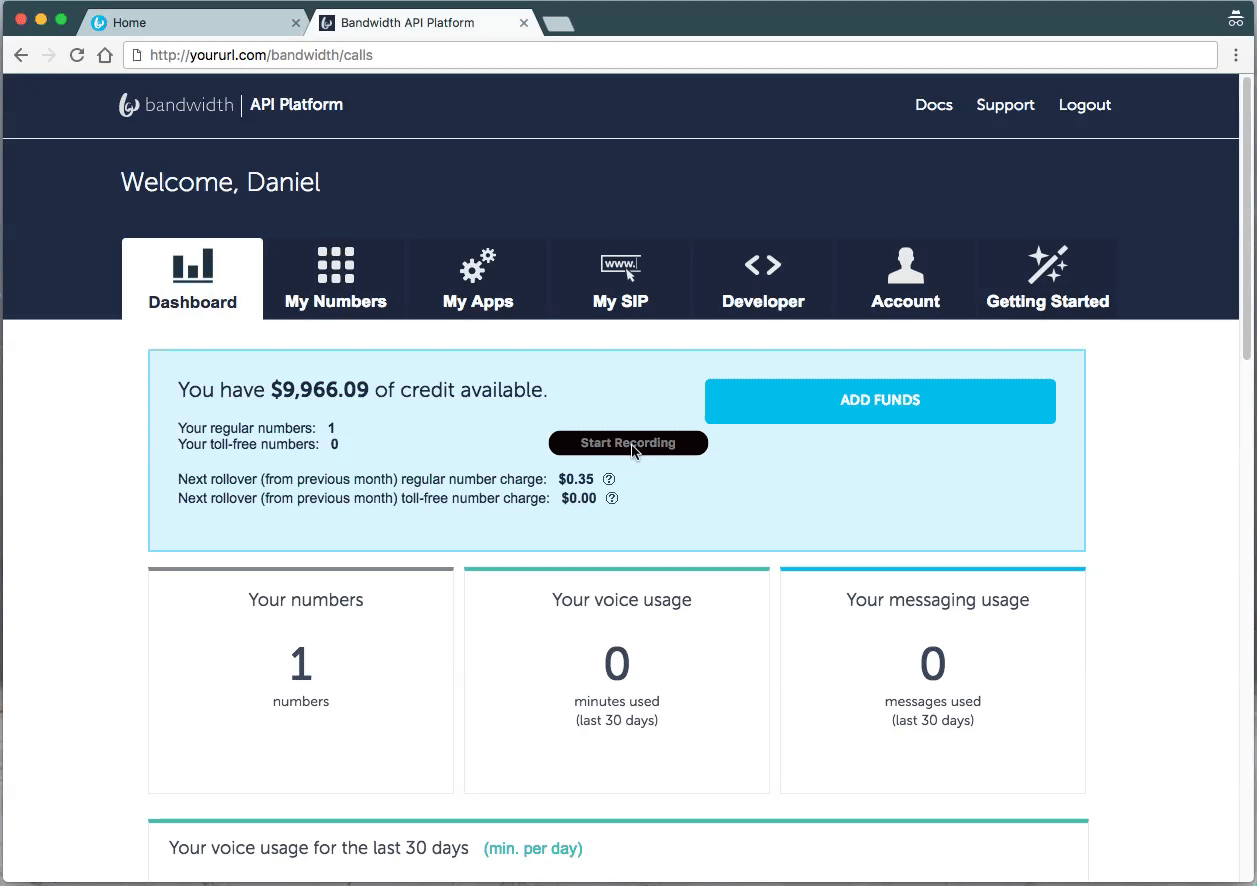 Home
Bandwidth API Platform
http://yoururl.com/bandwidth/calls
bandwidth | API Platform
Docs Support Logout
Welcome, Daniel
www.
Dashboard My Numbers My Apps My SIP Developer Account Getting Started
You have $9,966.09 of credit available.
ADD FUNDS
Your regular numbers: 1
Your toll-free numbers: 0
Start Recording
Next rollover (from previous month) regular number charge: $0.35 ?
Next rollover (from previous month) toll-free number charge: $0.00 ?
Your numbers
1
numbers
Your voice usage
0
minutes used
(last 30 days)
Your messaging usage
0
messages used
(last 30 days)
Your voice usage for the last 30 days (min. per day)